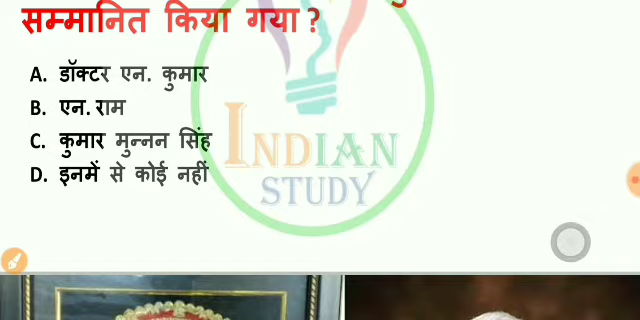 सम्मानित किया गया ?
A. डॉक्टर एन. कुमार
B. एन. राम
C. कुमार मुन्नन सिंह
D. इनमें से कोई नहीं
INDIAN
STUDY